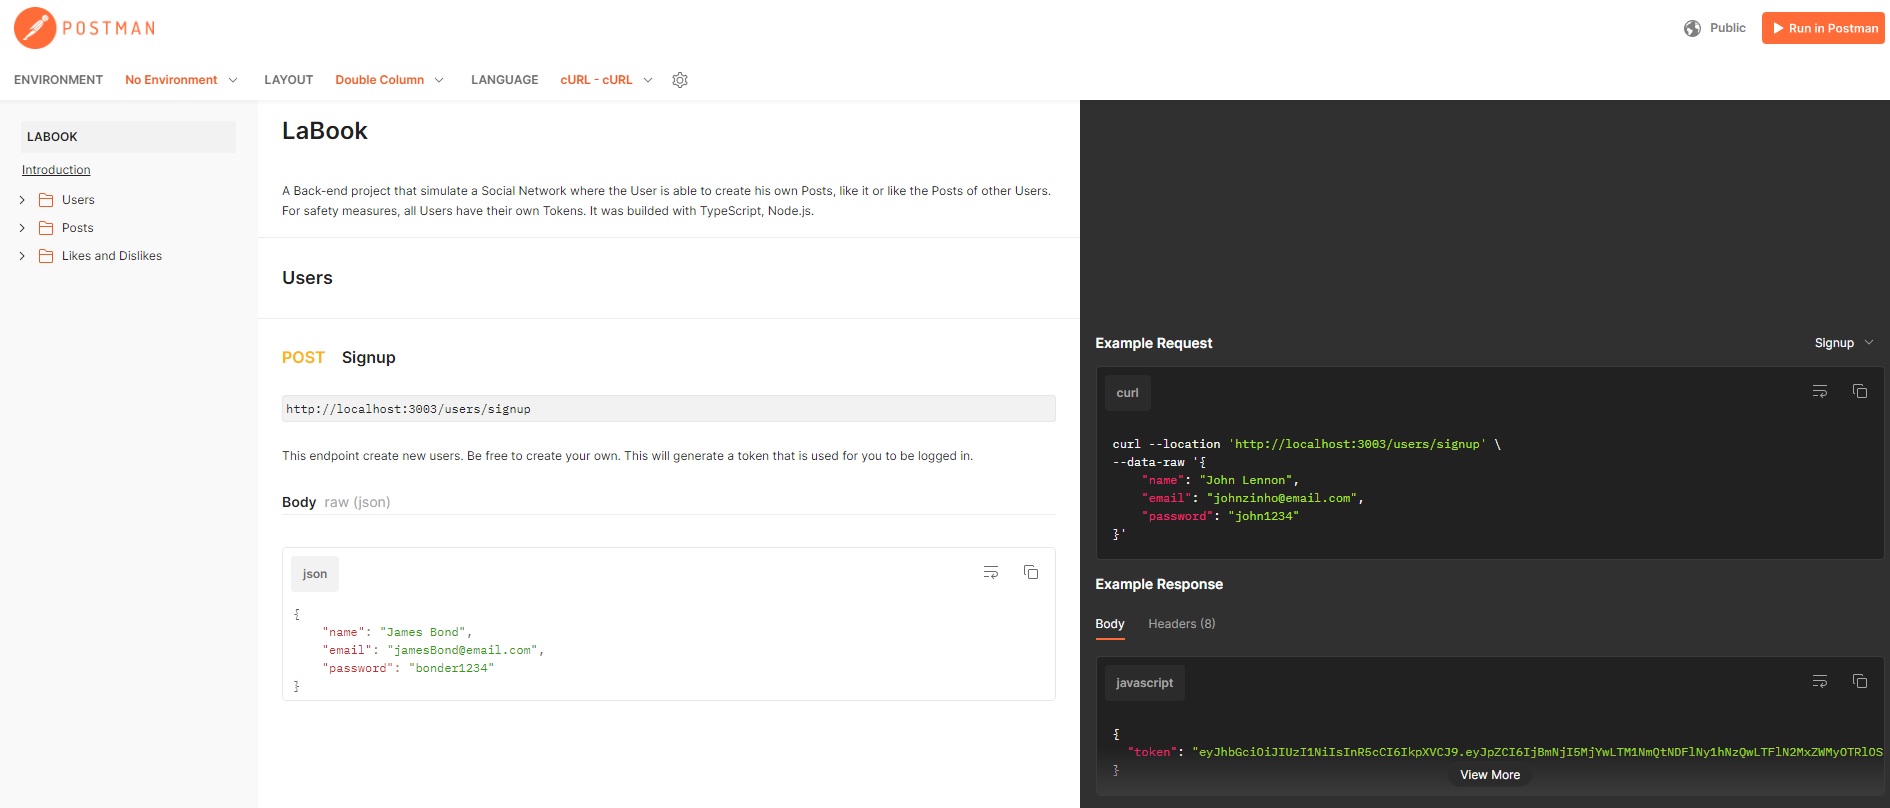 POSTMAN
Public
Run in Postman
ENVIRONMENT No Environment LAYOUT Double Column LANGUAGE cURL - cURL
LABOOK
Introduction
Users
Posts
Likes and Dislikes
LaBook
A Back-end project that simulate a Social Network where the User is able to create his own Posts, like it or like the Posts of other Users.
For safety measures, all Users have their own Tokens. It was builded with TypeScript, Node.js.
Users
POST Signup
http://localhost:3003/users/signup
This endpoint create new users. Be free to create your own. This will generate a token that is used for you to be logged in.
Body raw (json)
json
{
"name": "James Bond",
"email": "jamesBond@email.com",
"password": "bonder1234"
}
Example Request
Signup
curl
curl --location 'http://localhost:3003/users/signup' \
--data-raw '{
"name": "John Lennon",
"email": "johnzinho@email.com",
"password": "john1234"
}'
Example Response
Body Headers (8)
javascript
{
"token": "eyJhbGciOiJIUzI1NiIsInR5cCI6IkpXVCJ9.eyJpZCI6IjBmNjI5MjYwLTM1NmQtNDFlNy1hNzQwLTFlN2MxZWMyOTRlOS
}
View More